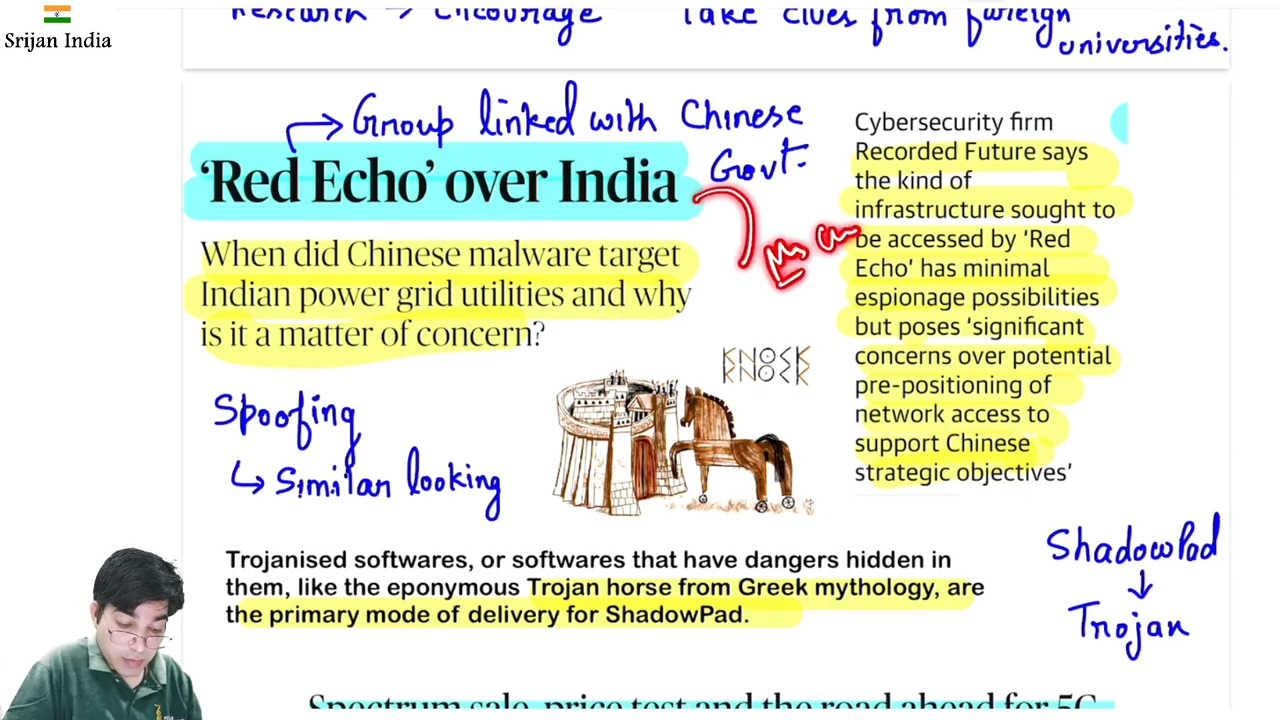 Research → Encourage Take clues from foreign
universities.
Srijan India
→ Group linked with Chinese
Govt.
'Red Echo' over India
When did Chinese malware target
Indian power grid utilities and why
is it a matter of concern?
KNOCK
KNOCK
Spoofing
↳ Similar looking
Cybersecurity firm
Recorded Future says
the kind of
infrastructure sought to
be accessed by 'Red
Echo' has minimal
espionage possibilities
but poses 'significant
concerns over potential
pre-positioning of
network access to
support Chinese
strategic objectives'
Trojanised softwares, or softwares that have dangers hidden in
them, like the eponymous Trojan horse from Greek mythology, are
the primary mode of delivery for ShadowPad.
ShadowPad
↓
Trojan
Spectrum sale, price test and the road ahead for 5G